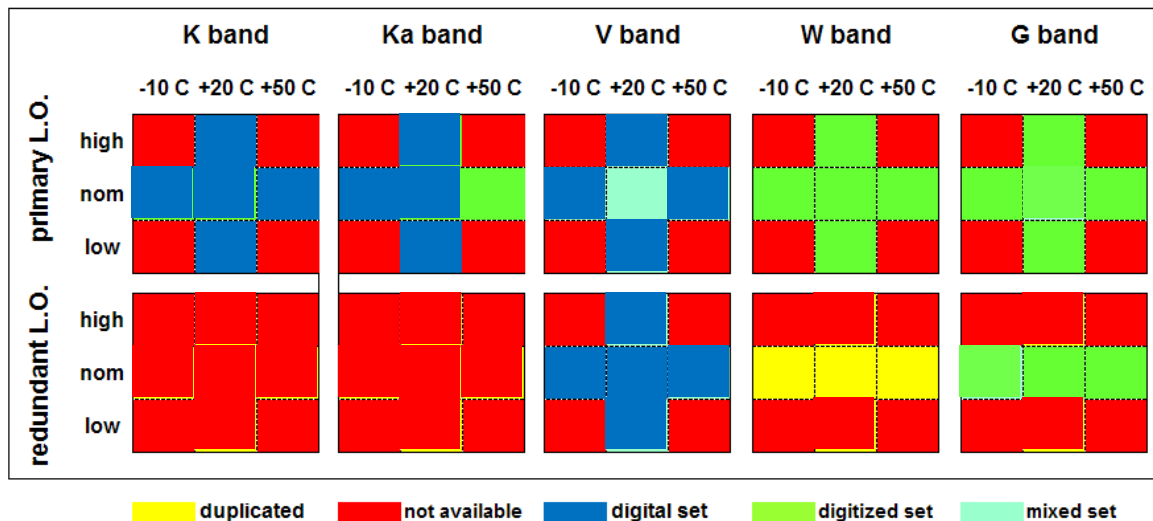 K band Ka band V band W band G band
-10 C +20 C +50 C -10 C +20 C +50 C -10 C +20 C +50 C -10 C +20 C +50 C -10 C +20 C +50 C
primary L.O.
high
nom
low
redundant L.O.
high
nom
low
duplicated not available digital set digitized set mixed set